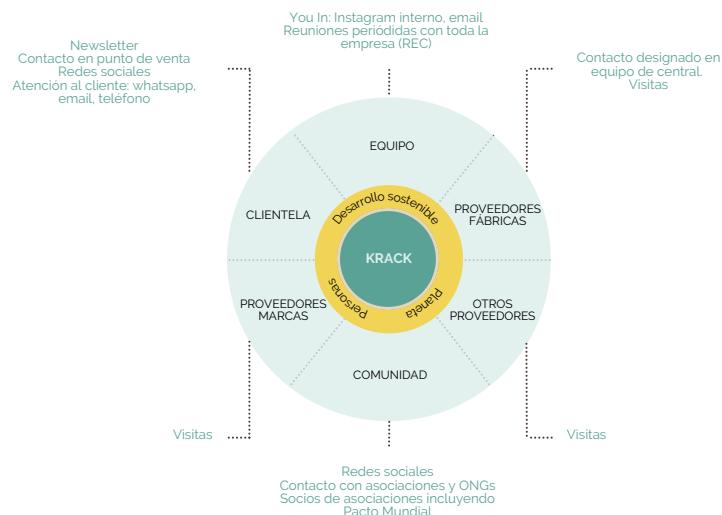 You In: Instagram interno, email
Reuniones periódidas con toda la
empresa (REC)
Newsletter
Contacto en punto de venta
Redes sociales
Atención al cliente: whatsapp,
email, teléfono
Contacto designado en
equipo de central.
Visitas
EQUIPO
CLIENTELA
PROVEEDORES
FÁBRICAS
Desarrollo sostenible
KRACK
Personas
Planeta
PROVEEDORES
MARCAS
OTROS
PROVEEDORES
COMUNIDAD
Visitas
Visitas
Redes sociales
Contacto con asociaciones y ONGs
Socios de asociaciones incluyendo
Pacto Mundial